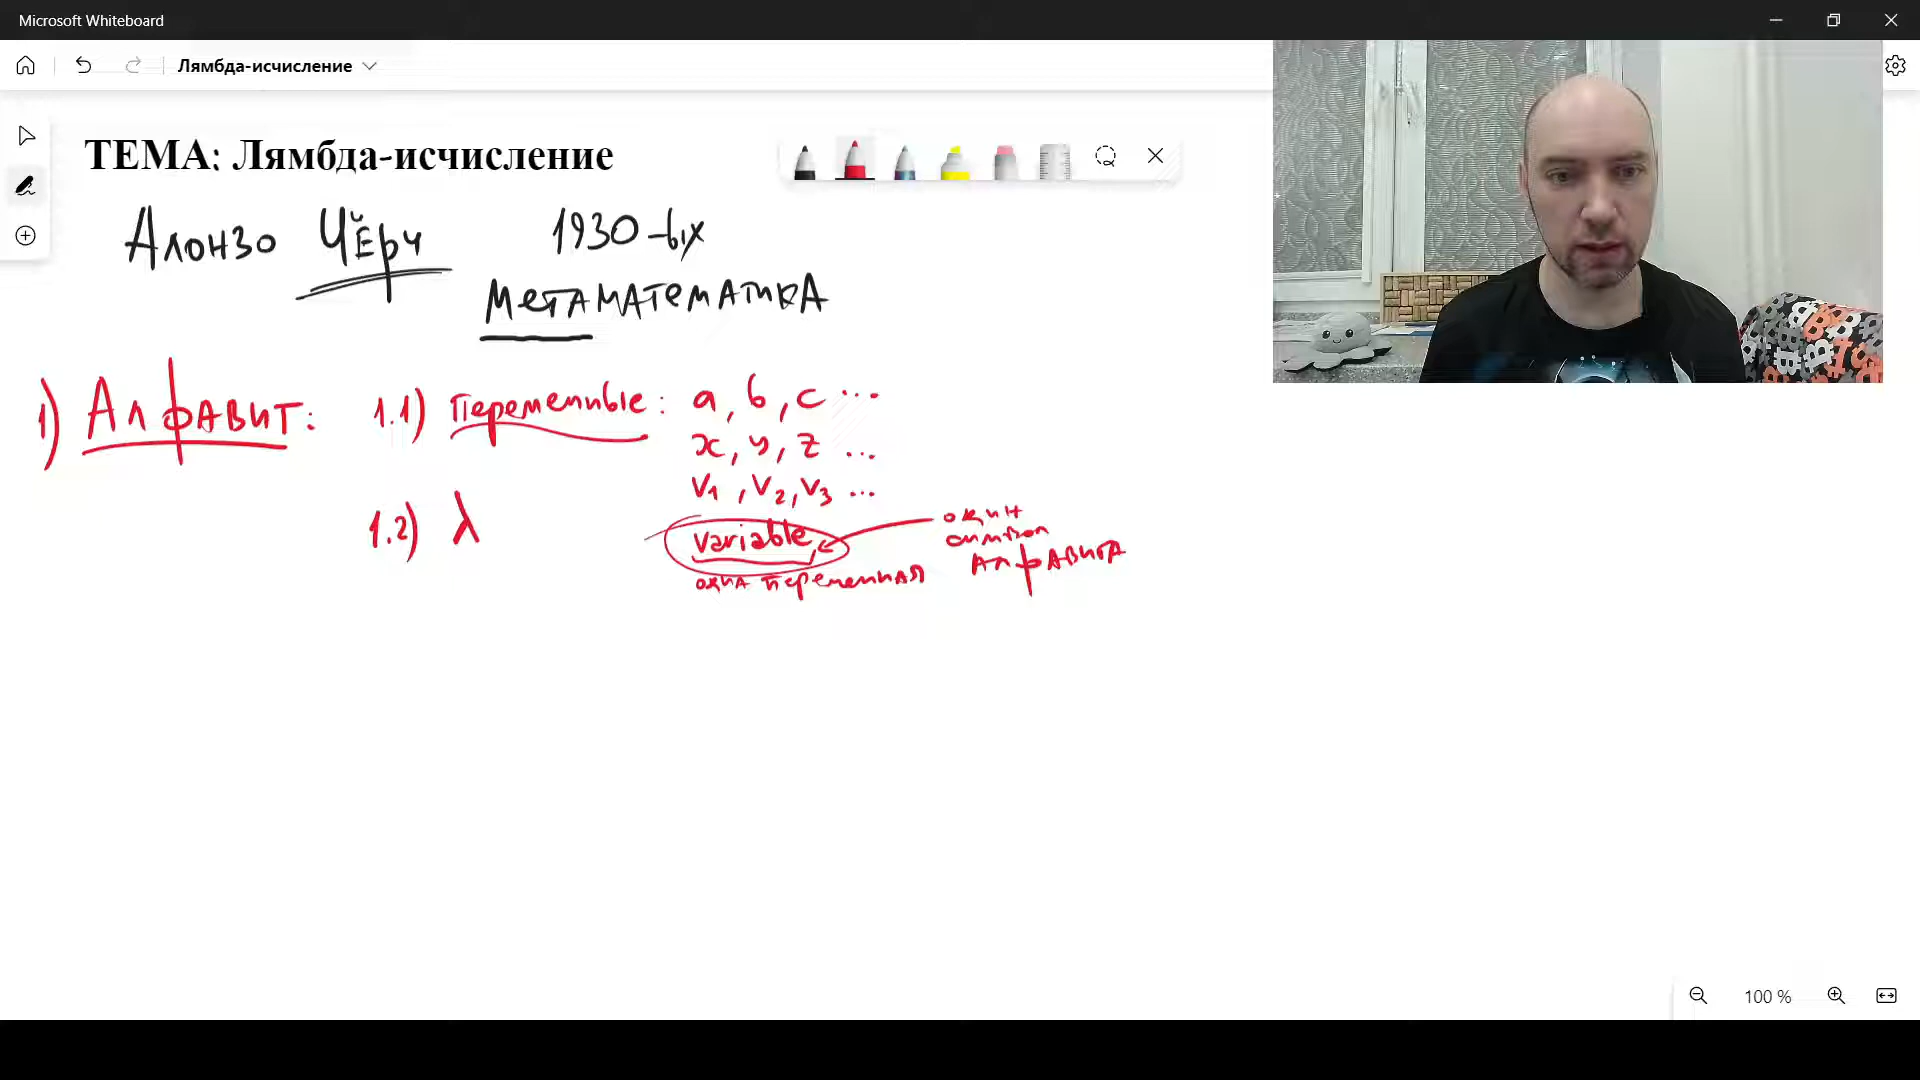 Microsoft Whiteboard
Лямбда-исчисление
ТЕМА: Лямбда-исчисление
Алонзо Чёрч 1930-ых
Метаматематика
1) Алфавит: 1.1) Переменные: a, b, c ...
x, y, z ...
v1, v2, v3 ...
1.2) λ
variable
одна переменная
один
символ
алфавита
100 %